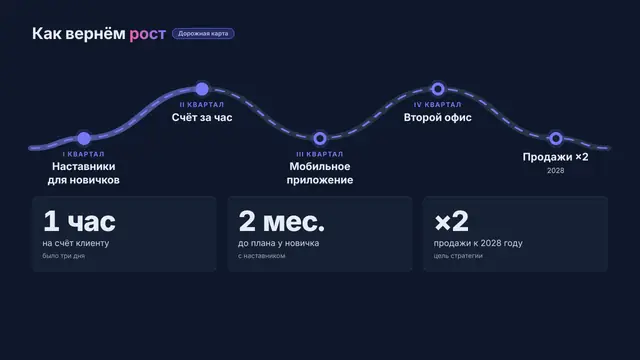 Как вернём рост
Дорожная карта
II КВАРТАЛ
Счёт за час
IV КВАРТАЛ
Второй офис
I КВАРТАЛ
Наставники
для новичков
III КВАРТАЛ
Мобильное
приложение
Продажи ×2
2028
1 час
на счёт клиенту
было три дня
2 мес.
до плана у новичка
с наставником
×2
продажи к 2028 году
цель стратегии